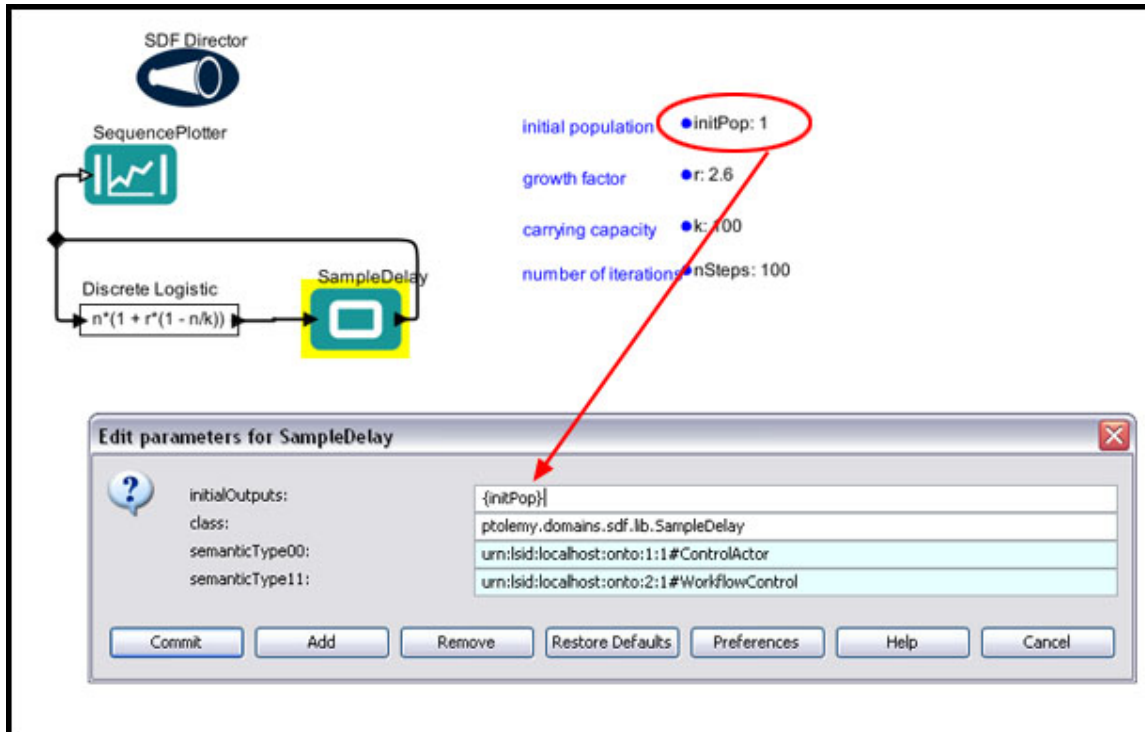 SDF Director
SequencePlotter
initial population
initPop: 1
growth factor
r: 2.6
carrying capacity
k: 100
number of iterations
nSteps: 100
SampleDelay
Discrete Logistic
n*(1 + r*(1 - n/k))
Edit parameters for SampleDelay
?
initialOutputs:
{initPop}
class:
ptolemy.domains.sdf.lib.SampleDelay
semanticType00:
urn:lsid:localhost:onto:1:1#ControlActor
semanticType11:
urn:lsid:localhost:onto:2:1#WorkflowControl
Commit
Add
Remove
Restore Defaults
Preferences
Help
Cancel